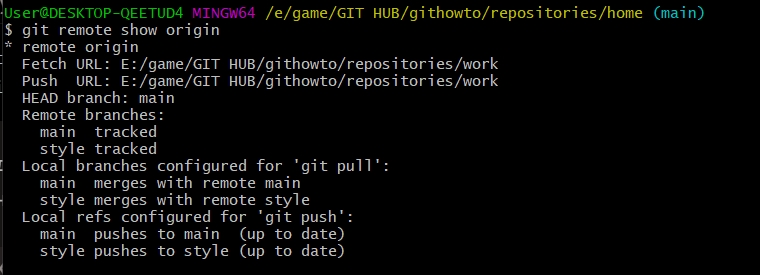 User@DESKTOP-QEETUD4 MINGW64 /e/game/GIT HUB/githowto/repositories/home (main)
$ git remote show origin
* remote origin
  Fetch URL: E:/game/GIT HUB/githowto/repositories/work
  Push  URL: E:/game/GIT HUB/githowto/repositories/work
  HEAD branch: main
  Remote branches:
    main  tracked
    style tracked
  Local branches configured for 'git pull':
    main  merges with remote main
    style merges with remote style
  Local refs configured for 'git push':
    main  pushes to main  (up to date)
    style pushes to style (up to date)